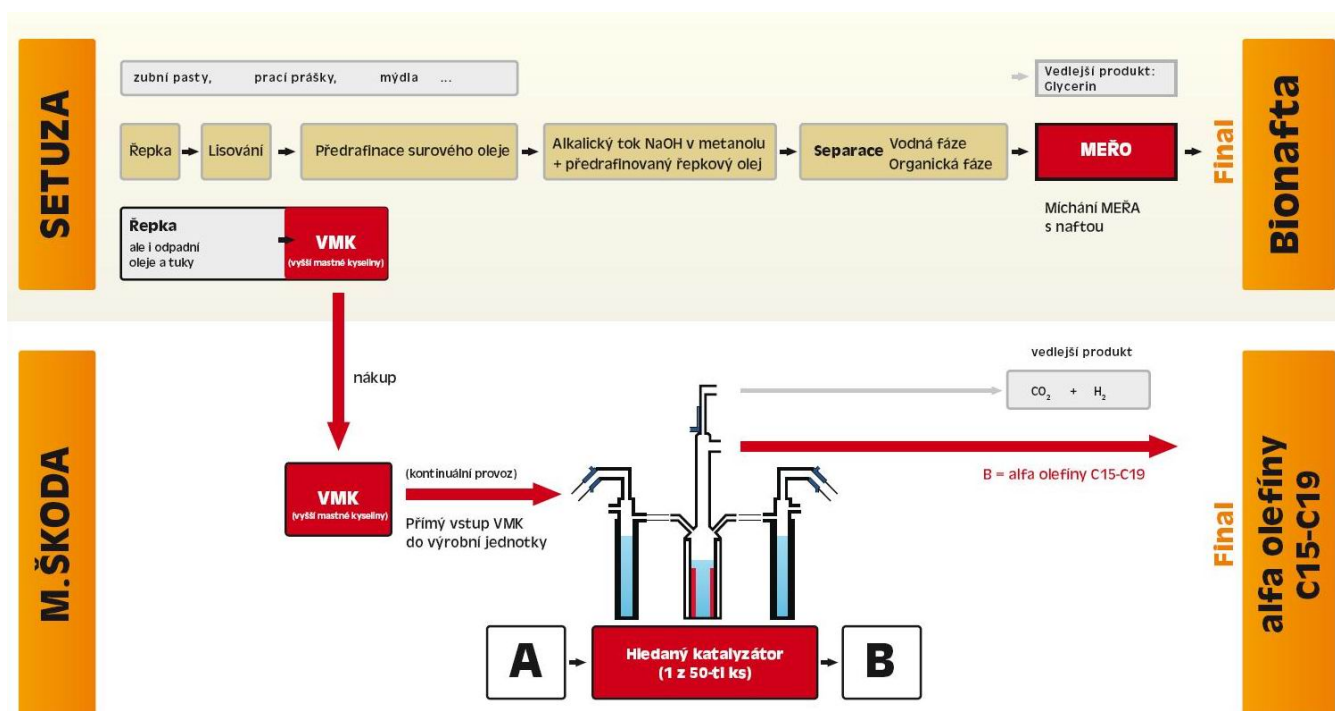 SETUZA
zubní pasty, prací prášky, mýdla ...
Vedlejší produkt:
Glycerin
Řepka
Lisování
Předrafinace surového oleje
Alkalický tok NaOH v metanolu
+ předrafinovaný řepkový olej
Separace Vodná fáze
Organická fáze
MEŘO
Final
Bionafta
Míchání MEŘA
s naftou
Řepka
ale i odpadní
oleje a tuky
VMK
(vyšší mastné kyseliny)
M.ŠKODA
nákup
VMK
(vyšší mastné kyseliny)
(kontinuální provoz)
Přímý vstup VMK
do výrobní jednotky
vedlejší produkt
CO₂ + H₂
B = alfa olefíny C15-C19
Final
alfa olefíny
C15-C19
A
Hledaný katalyzátor
(1 z 50-ti ks)
B